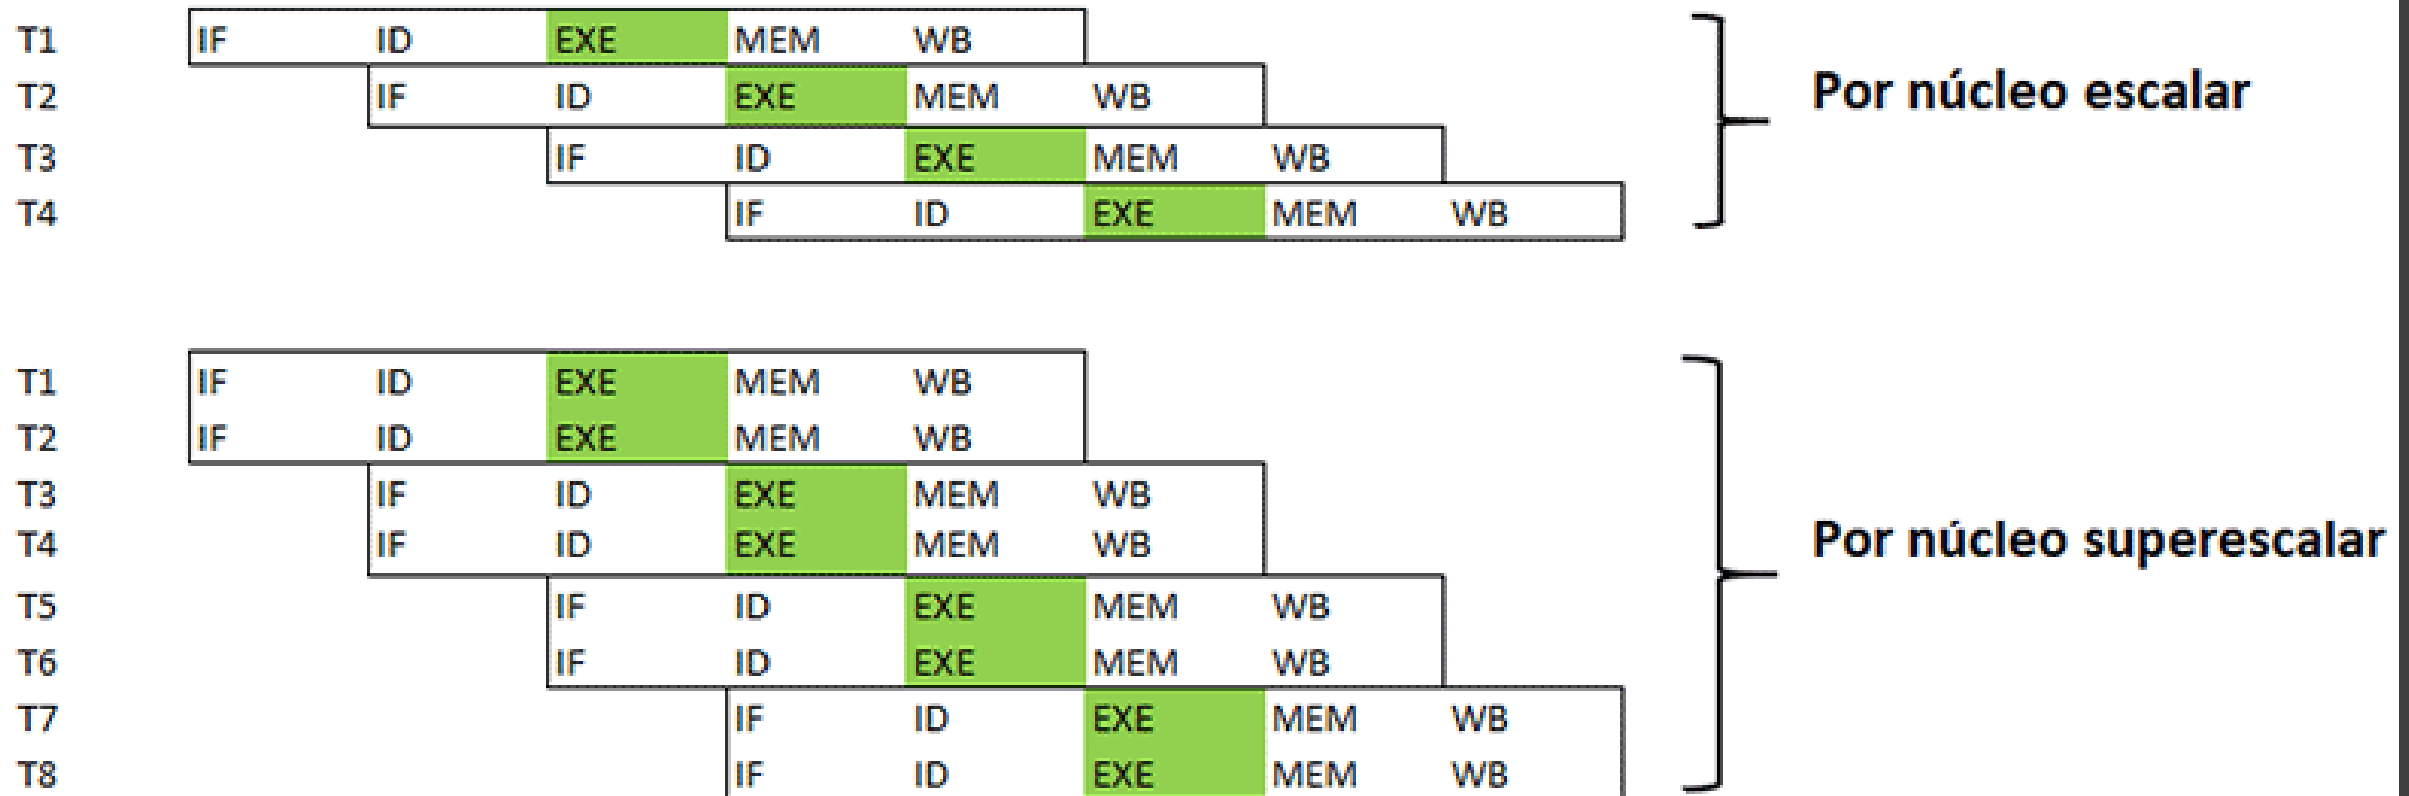 T1 IF ID EXE MEM WB
T2 IF ID EXE MEM WB
T3 IF ID EXE MEM WB
T4 IF ID EXE MEM WB
Por núcleo escalar
T1 IF ID EXE MEM WB
T2 IF ID EXE MEM WB
T3 IF ID EXE MEM WB
T4 IF ID EXE MEM WB
T5 IF ID EXE MEM WB
T6 IF ID EXE MEM WB
T7 IF ID EXE MEM WB
T8 IF ID EXE MEM WB
Por núcleo superescalar